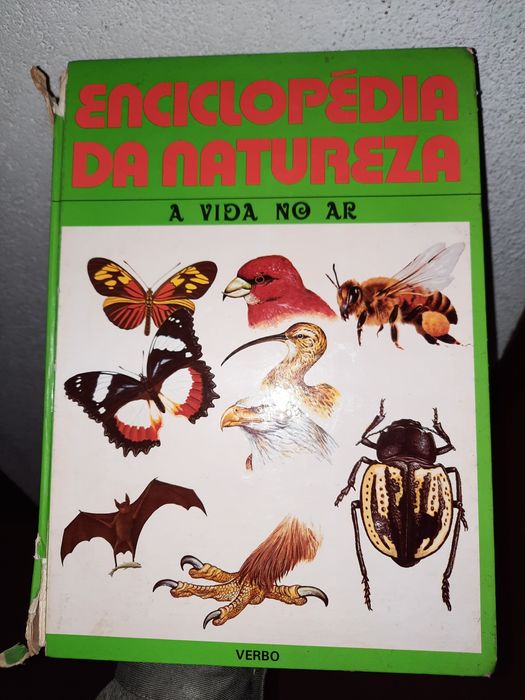 ENCICLOPÉDIA
DA NATUREZA
A VIDA NO AR
VERBO